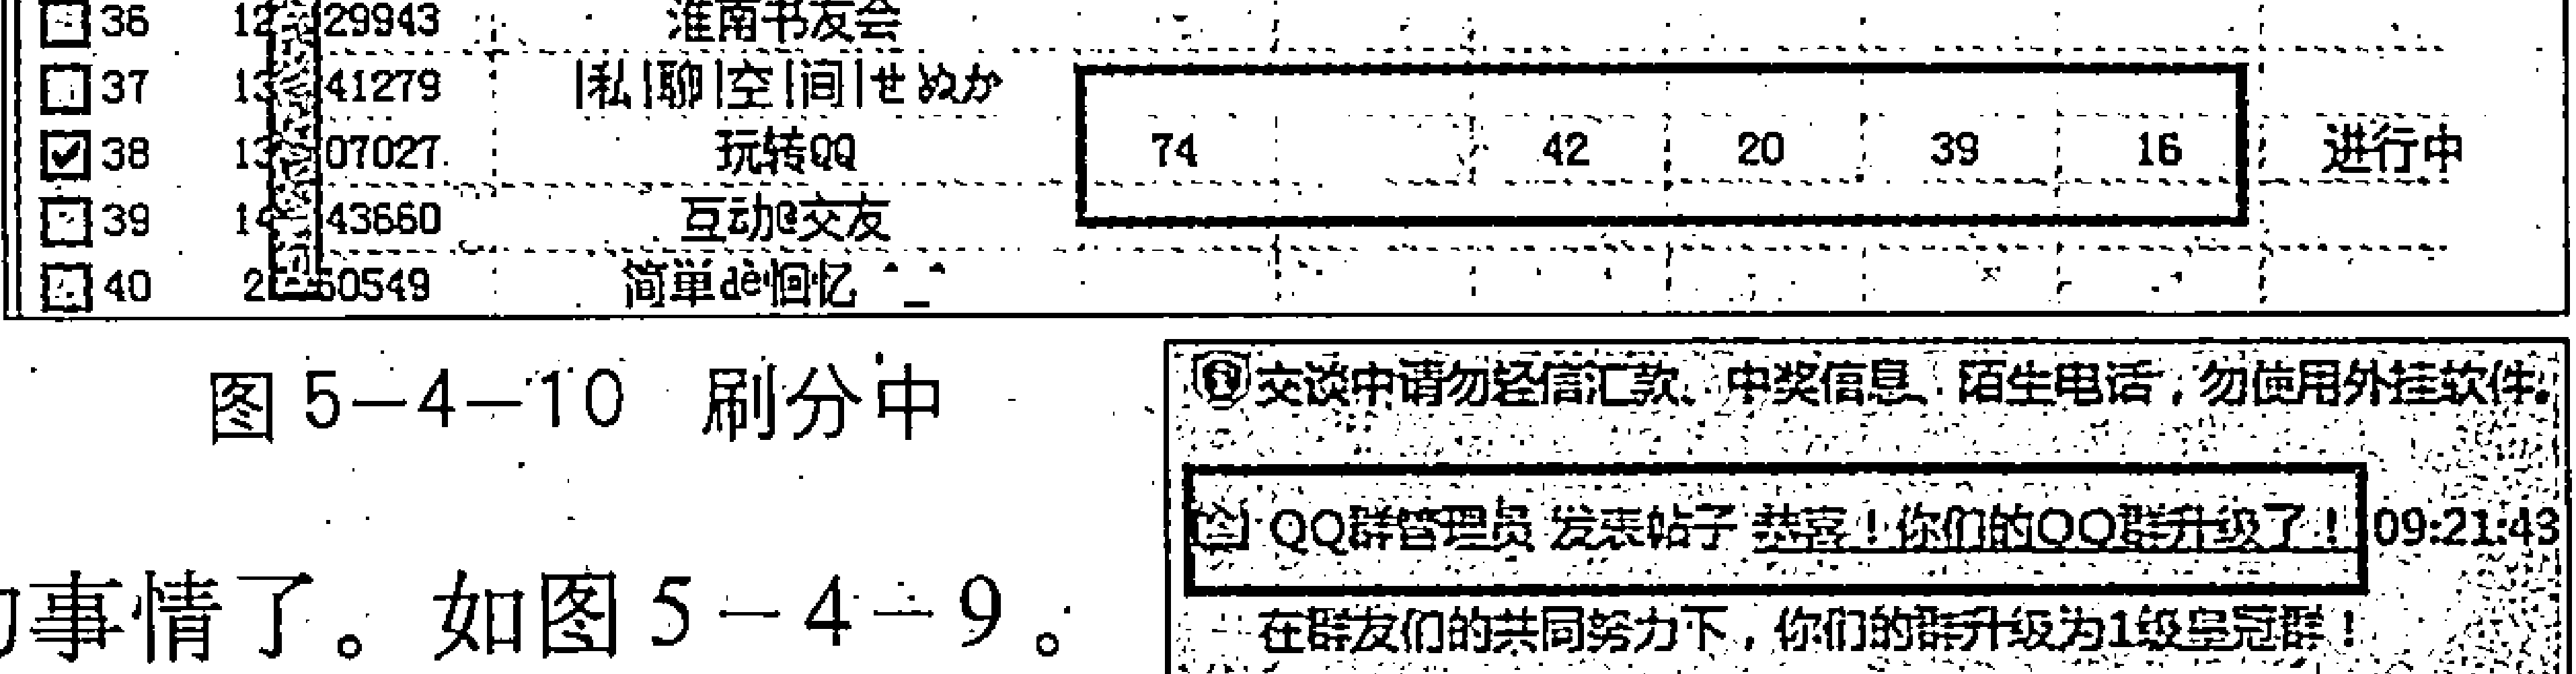 36 12 29943 淮南书友会
37 13 41279 |私|聊|空|间|せぬか
38 13 07027 玩转QQ 74 42 20 39 16 进行中
39 14 43660 互动@交友
40 2 50549 简単dè恛忆 ^_^
图5-4-10 刷分中
事情了。如图5-4-9。
交谈中请勿轻信汇款、中奖信息、陌生电话，勿使用外挂软件。
QQ群管理员 发表帖子 恭喜！你们的QQ群升级了！ 09:21:43
在群友们的共同努力下，你们的群升级为1级皇冠群！